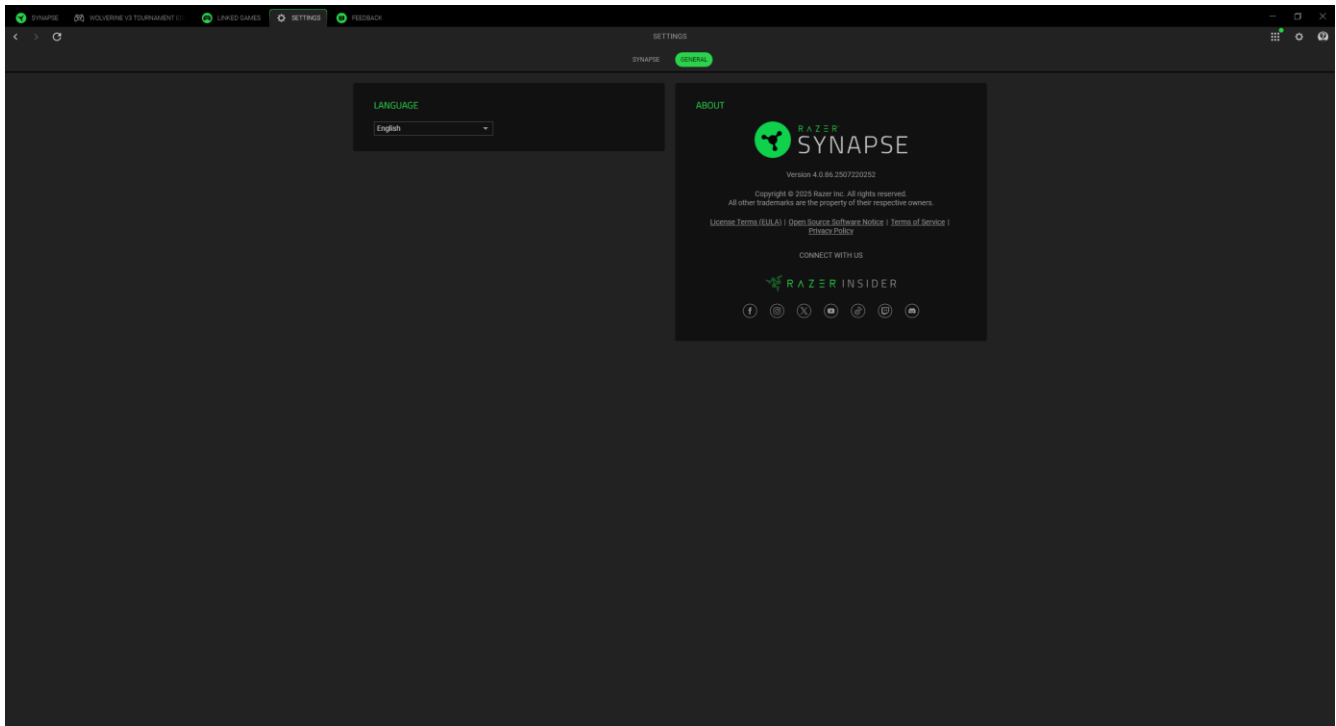 SYNAPSE
WOLVERINE V3 TOURNAMENT
LINKED GAMES
SETTINGS
FEEDBACK
SETTINGS
SYNAPSE
GENERAL
LANGUAGE
English
ABOUT
RAZER
SYNAPSE
Version 4.0.86.2507220252
Copyright © 2025 Razer Inc. All rights reserved.
All other trademarks are the property of their respective owners.
License Terms (EULA) | Open Source Software Notice | Terms of Service |
Privacy Policy
CONNECT WITH US
RAZER INSIDER